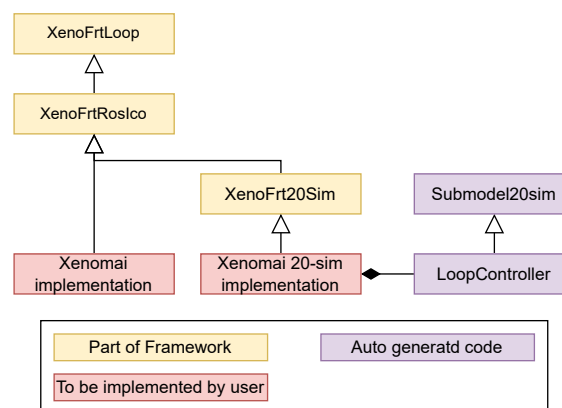 XenoFrtLoop
XenoFrtRosIco
XenoFrt20Sim
Submodel20sim
Xenomai
implementation
Xenomai 20-sim
implementation
LoopController
Part of Framework
Auto generatd code
To be implemented by user